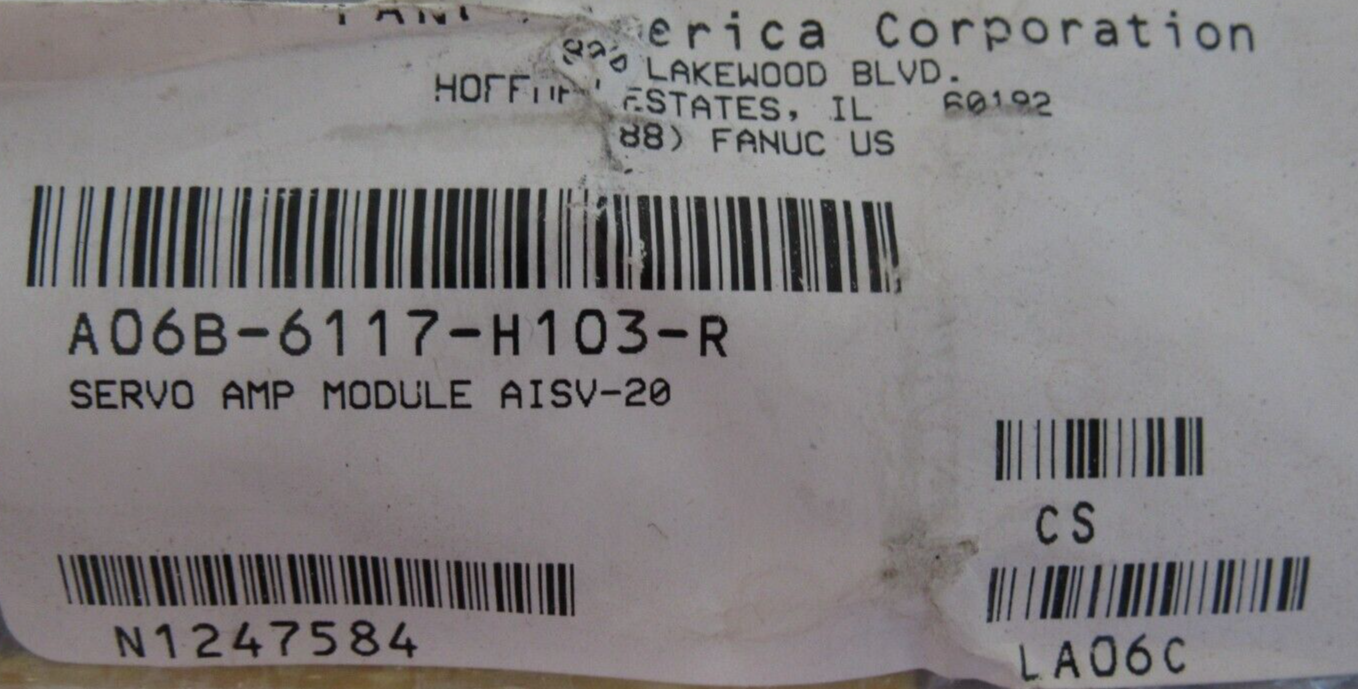 erica Corporation
LAKEWOOD BLVD.
ESTATES, IL 60192
88) FANUC US
A06B-6117-H103-R
SERVO AMP MODULE AISV-20
CS
N1247584
LA06C